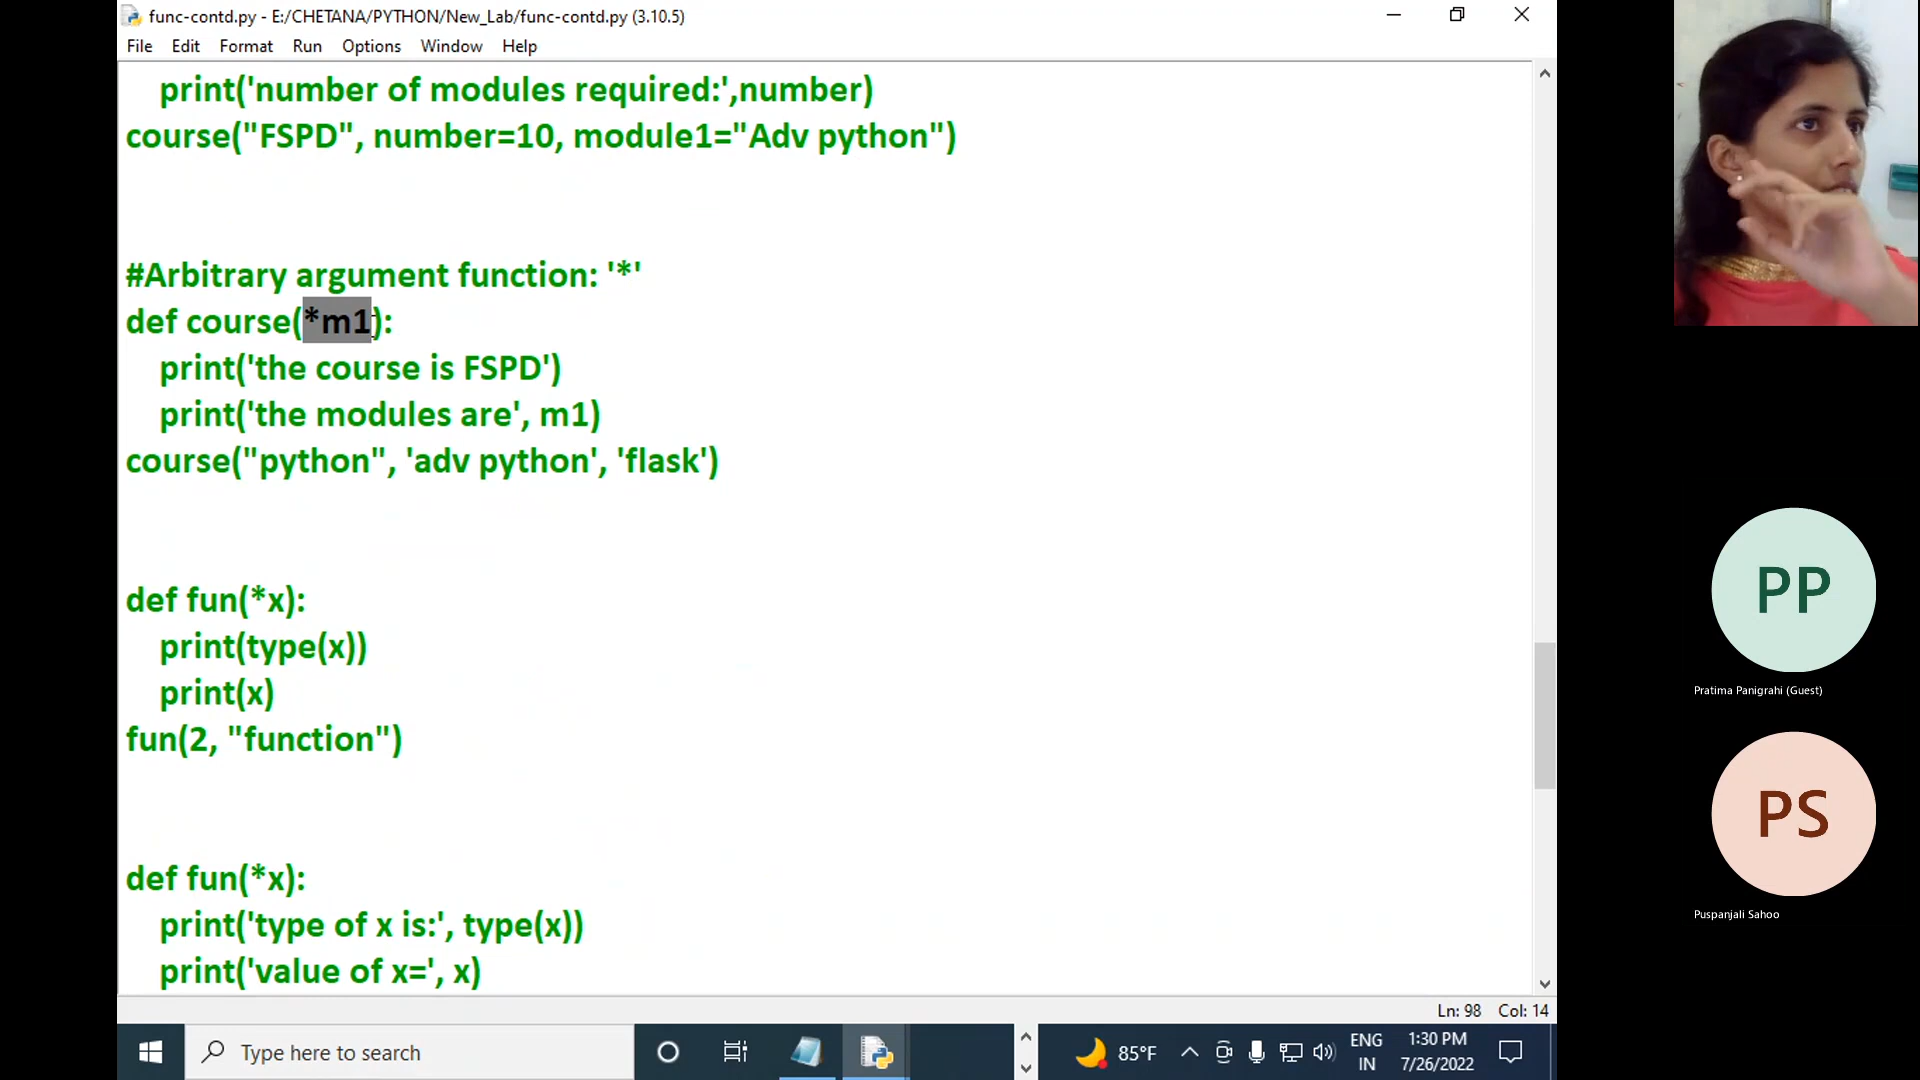 func-contd.py - E:/CHETANA/PYTHON/New_Lab/func-contd.py (3.10.5)
File Edit Format Run Options Window Help
print('number of modules required:',number)
course("FSPD", number=10, module1="Adv python")
#Arbitrary argument function: '*'
def course(*m1):
print('the course is FSPD')
print('the modules are', m1)
course("python", 'adv python', 'flask')
def fun(*x):
print(type(x))
print(x)
fun(2, "function")
def fun(*x):
print('type of x is:', type(x))
print('value of x=', x)
Ln: 98 Col: 14
Type here to search
85°F
ENG
IN
1:30 PM
7/26/2022
PP
Pratima Panigrahi (Guest)
PS
Puspanjali Sahoo